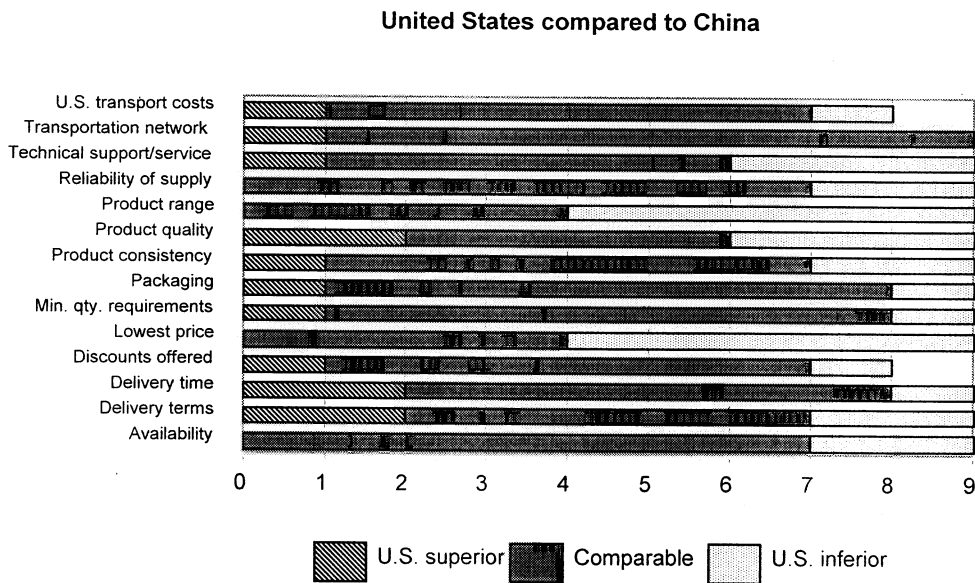 United States compared to China
U.S. transport costs
Transportation network
Technical support/service
Reliability of supply
Product range
Product quality
Product consistency
Packaging
Min. qty. requirements
Lowest price
Discounts offered
Delivery time
Delivery terms
Availability
0 1 2 3 4 5 6 7 8 9
U.S. superior Comparable U.S. inferior